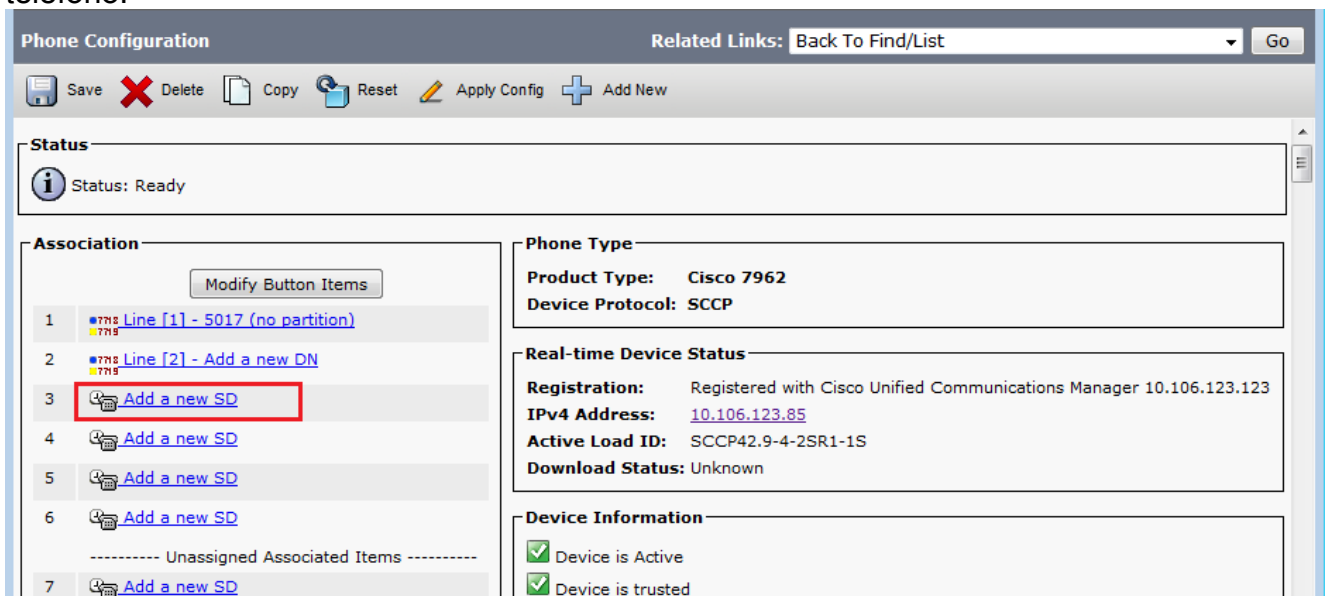 teléfono.
Phone Configuration
Related Links: Back To Find/List Go
Save Delete Copy Reset Apply Config Add New
Status
Status: Ready
Association
Modify Button Items
1 Line [1] - 5017 (no partition)
2 Line [2] - Add a new DN
3 Add a new SD
4 Add a new SD
5 Add a new SD
6 Add a new SD
---------- Unassigned Associated Items ----------
7 Add a new SD
Phone Type
Product Type: Cisco 7962
Device Protocol: SCCP
Real-time Device Status
Registration: Registered with Cisco Unified Communications Manager 10.106.123.123
IPv4 Address: 10.106.123.85
Active Load ID: SCCP42.9-4-2SR1-1S
Download Status: Unknown
Device Information
Device is Active
Device is trusted